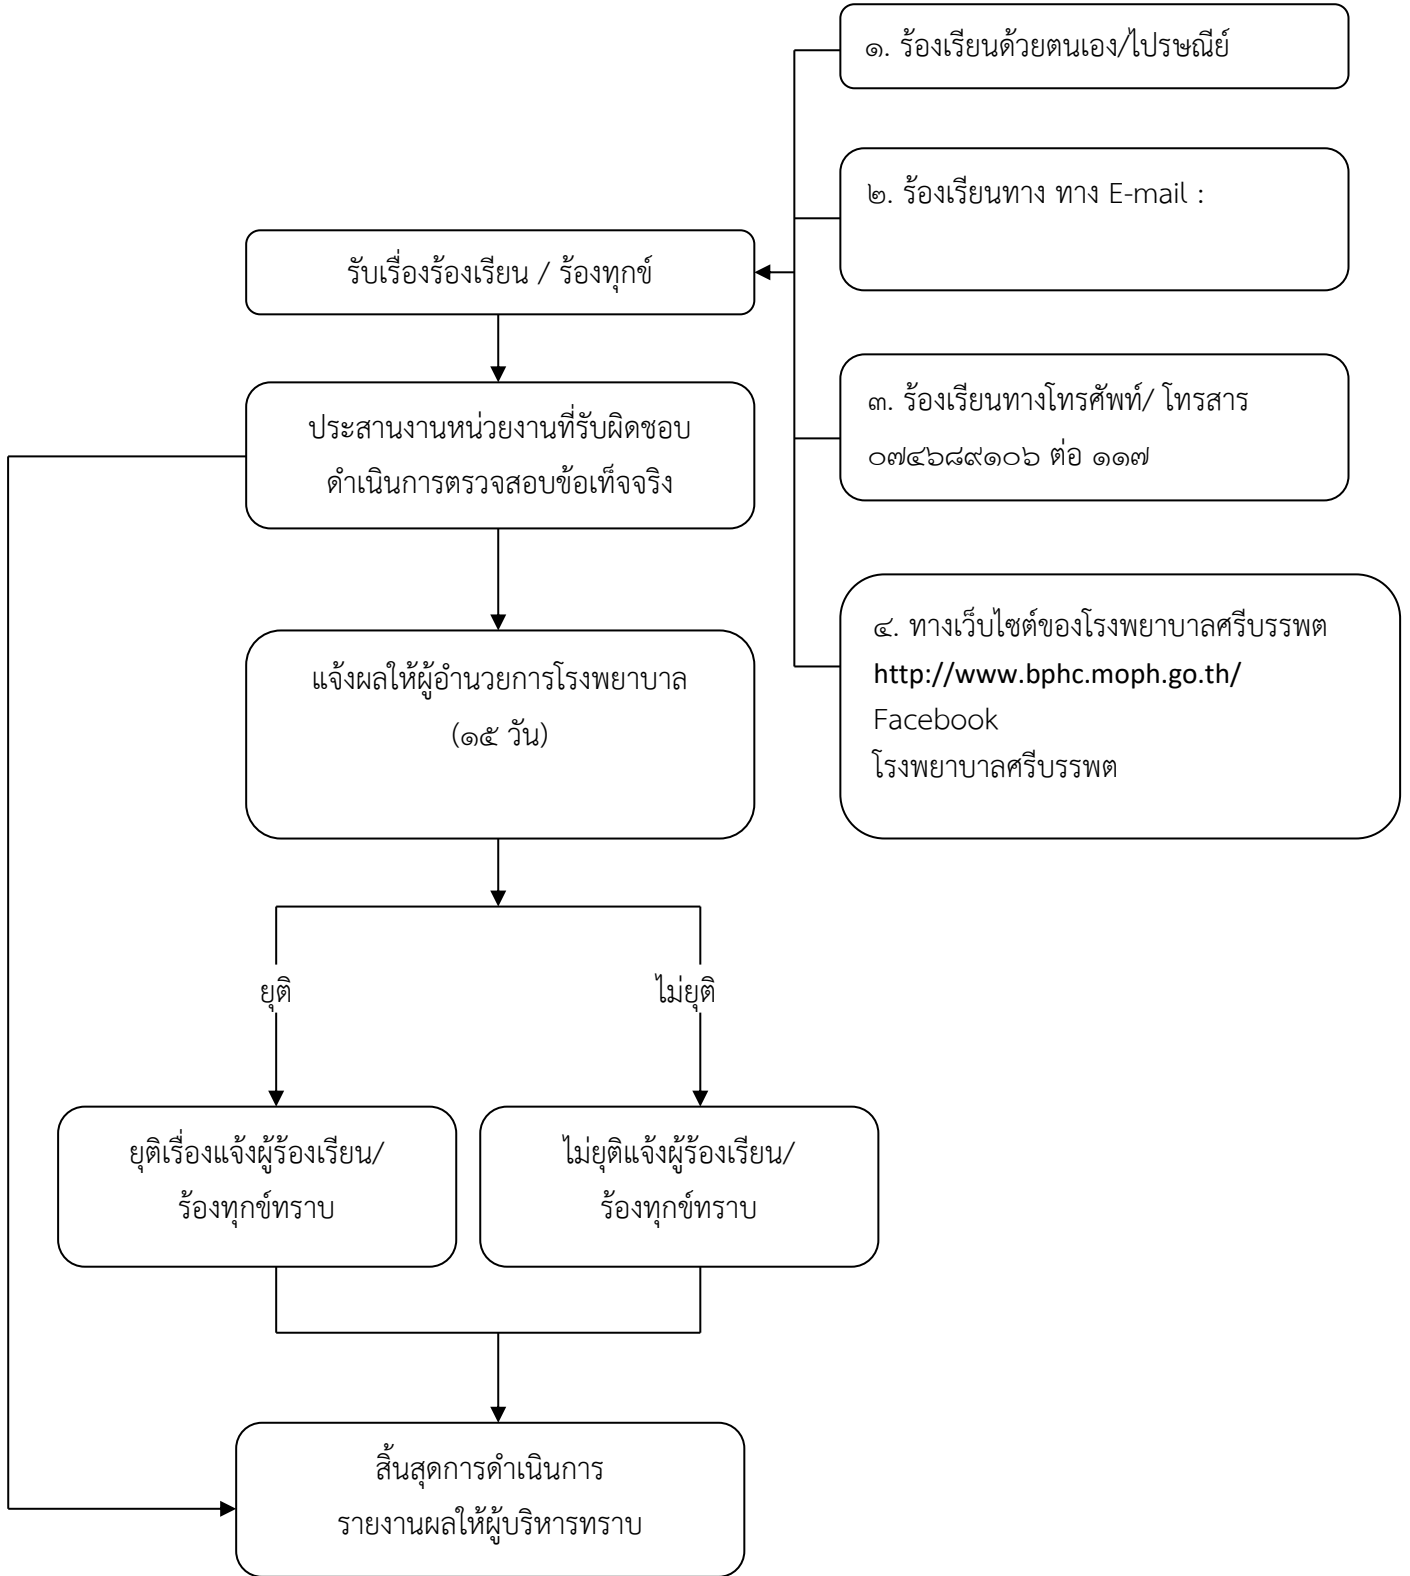 ๑. ร้องเรียนด้วยตนเอง/ไปรษณีย์
๒. ร้องเรียนทาง ทาง E-mail :
รับเรื่องร้องเรียน / ร้องทุกข์
๓. ร้องเรียนทางโทรศัพท์/ โทรสาร
๐๗๔๖๘๙๑๐๖ ต่อ ๑๑๗
ประสานงานหน่วยงานที่รับผิดชอบ
ดำเนินการตรวจสอบข้อเท็จจริง
๔. ทางเว็บไซต์ของโรงพยาบาลศรีบรรพต
http://www.bphc.moph.go.th/
Facebook
โรงพยาบาลศรีบรรพต
แจ้งผลให้ผู้อำนวยการโรงพยาบาล
(๑๕ วัน)
ยุติ
ไม่ยุติ
ยุติเรื่องแจ้งผู้ร้องเรียน/
ร้องทุกข์ทราบ
ไม่ยุติแจ้งผู้ร้องเรียน/
ร้องทุกข์ทราบ
สิ้นสุดการดำเนินการ
รายงานผลให้ผู้บริหารทราบ